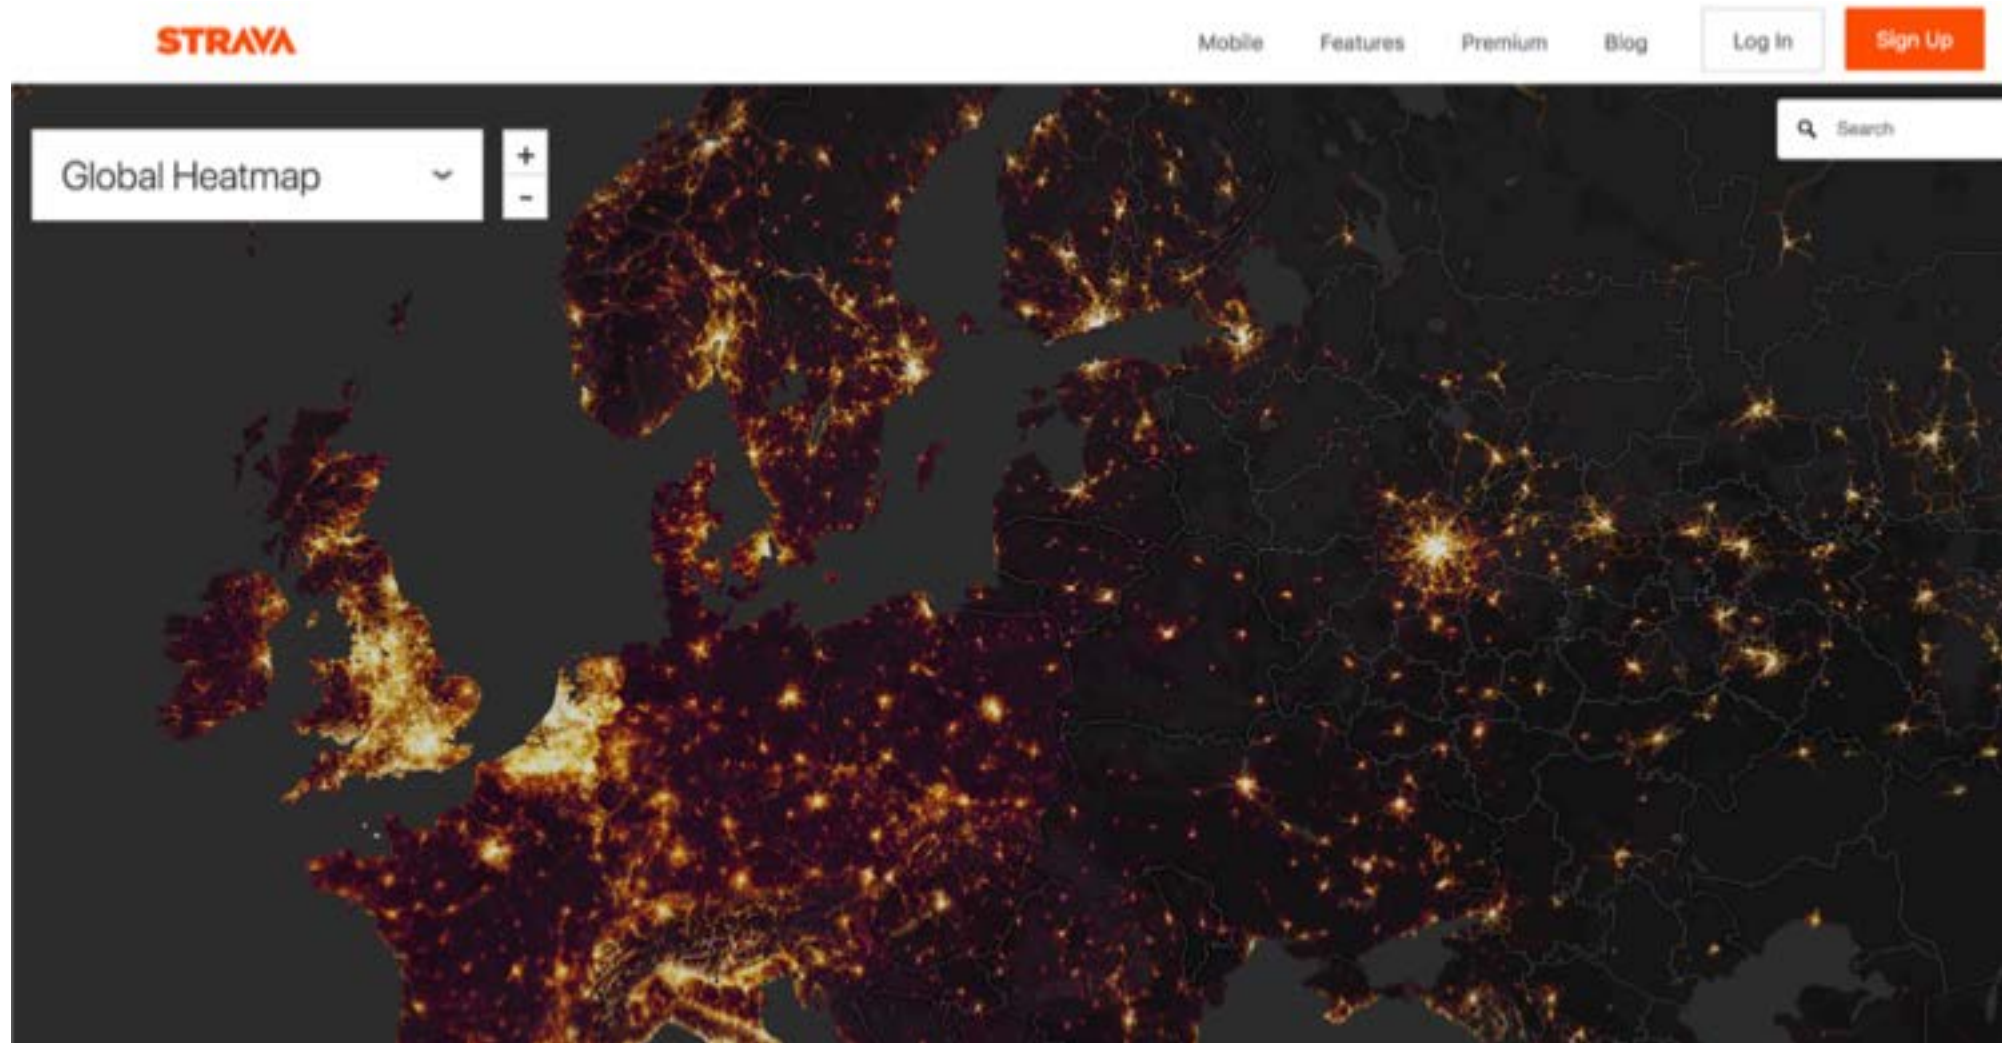 STRAVA
Mobile Features Premium Blog Log In Sign Up
Search
Global Heatmap
+
-